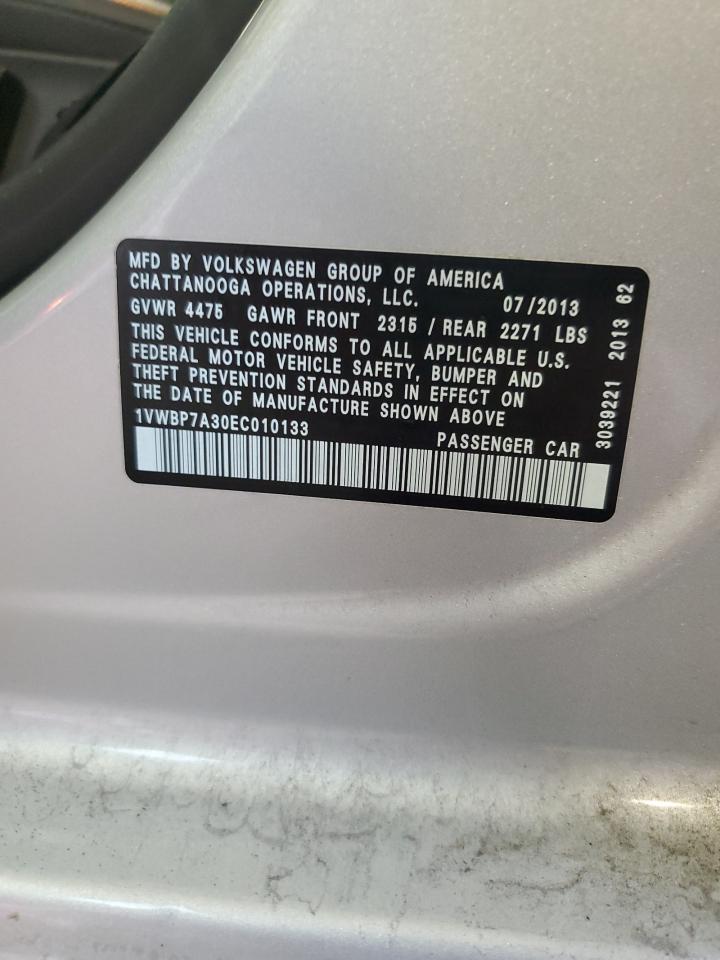 MFD BY VOLKSWAGEN GROUP OF AMERICA
CHATTANOOGA OPERATIONS, LLC. 07/2013
GVWR 4475 GAWR FRONT 2315 / REAR 2271 LBS
THIS VEHICLE CONFORMS TO ALL APPLICABLE U.S.
FEDERAL MOTOR VEHICLE SAFETY, BUMPER AND
THEFT PREVENTION STANDARDS IN EFFECT ON
THE DATE OF MANUFACTURE SHOWN ABOVE
1VWBP7A30EC010133 PASSENGER CAR
3039221 2013 62